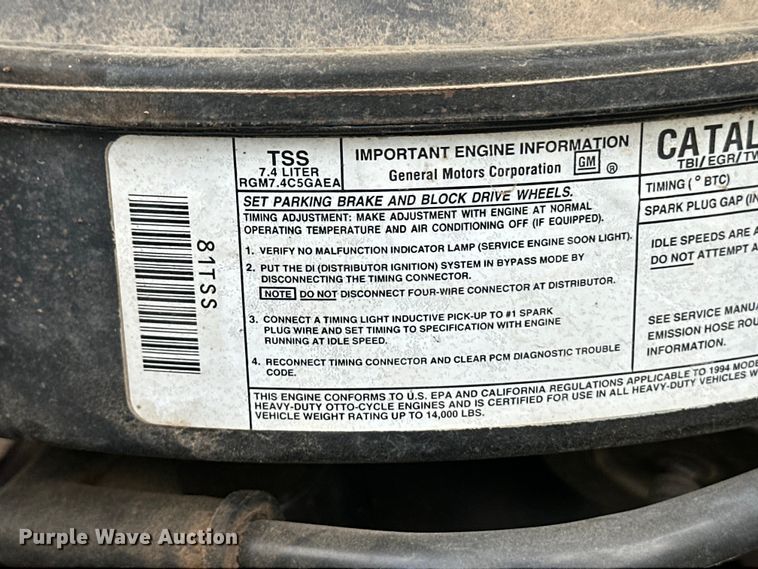 TSS
7.4 LITER
RGM7.4C5GAEA
IMPORTANT ENGINE INFORMATION
General Motors Corporation GM ®
CATAL
TBI/EGR/TW
TIMING (° BTC)
SPARK PLUG GAP (IN
SET PARKING BRAKE AND BLOCK DRIVE WHEELS.
TIMING ADJUSTMENT: MAKE ADJUSTMENT WITH ENGINE AT NORMAL
OPERATING TEMPERATURE AND AIR CONDITIONING OFF (IF EQUIPPED).
1. VERIFY NO MALFUNCTION INDICATOR LAMP (SERVICE ENGINE SOON LIGHT).
2. PUT THE DI (DISTRIBUTOR IGNITION) SYSTEM IN BYPASS MODE BY
DISCONNECTING THE TIMING CONNECTOR.
NOTE DO NOT DISCONNECT FOUR-WIRE CONNECTOR AT DISTRIBUTOR.
3. CONNECT A TIMING LIGHT INDUCTIVE PICK-UP TO #1 SPARK
PLUG WIRE AND SET TIMING TO SPECIFICATION WITH ENGINE
RUNNING AT IDLE SPEED.
4. RECONNECT TIMING CONNECTOR AND CLEAR PCM DIAGNOSTIC TROUBLE
CODE.
IDLE SPEEDS ARE
DO NOT ATTEMPT A
SEE SERVICE MANUA
EMISSION HOSE ROU
INFORMATION.
THIS ENGINE CONFORMS TO U.S. EPA AND CALIFORNIA REGULATIONS APPLICABLE TO 1994 MODE
HEAVY-DUTY OTTO-CYCLE ENGINES AND IS CERTIFIED FOR USE IN ALL HEAVY-DUTY VEHICLES W
VEHICLE WEIGHT RATING UP TO 14,000 LBS.
81TSS
Purple Wave Auction